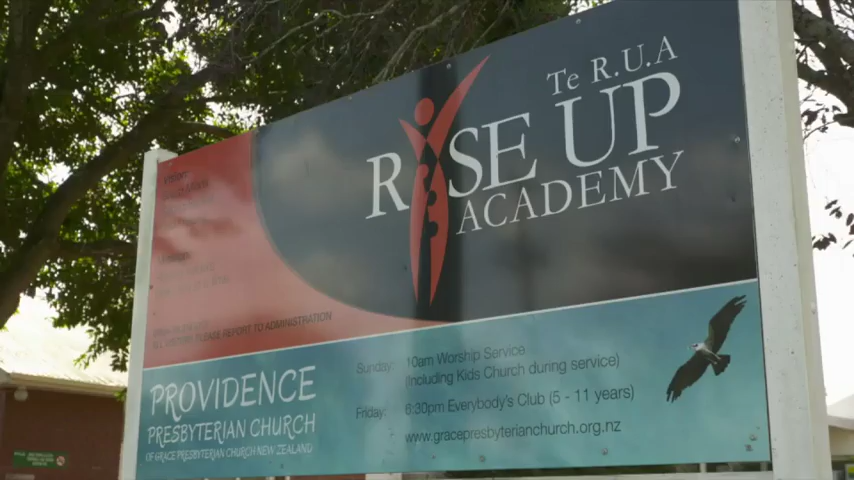 Te R.U.A
RISE UP
ACADEMY
Vision:
ALL VISITORS PLEASE REPORT TO ADMINISTRATION
PROVIDENCE
PRESBYTERIAN CHURCH
OF GRACE PRESBYTERIAN CHURCH NEW ZEALAND
Sunday: 10am Worship Service
(Including Kids Church during service)
Friday: 6:30pm Everybody's Club (5 - 11 years)
www.gracepresbyterianchurch.org.nz